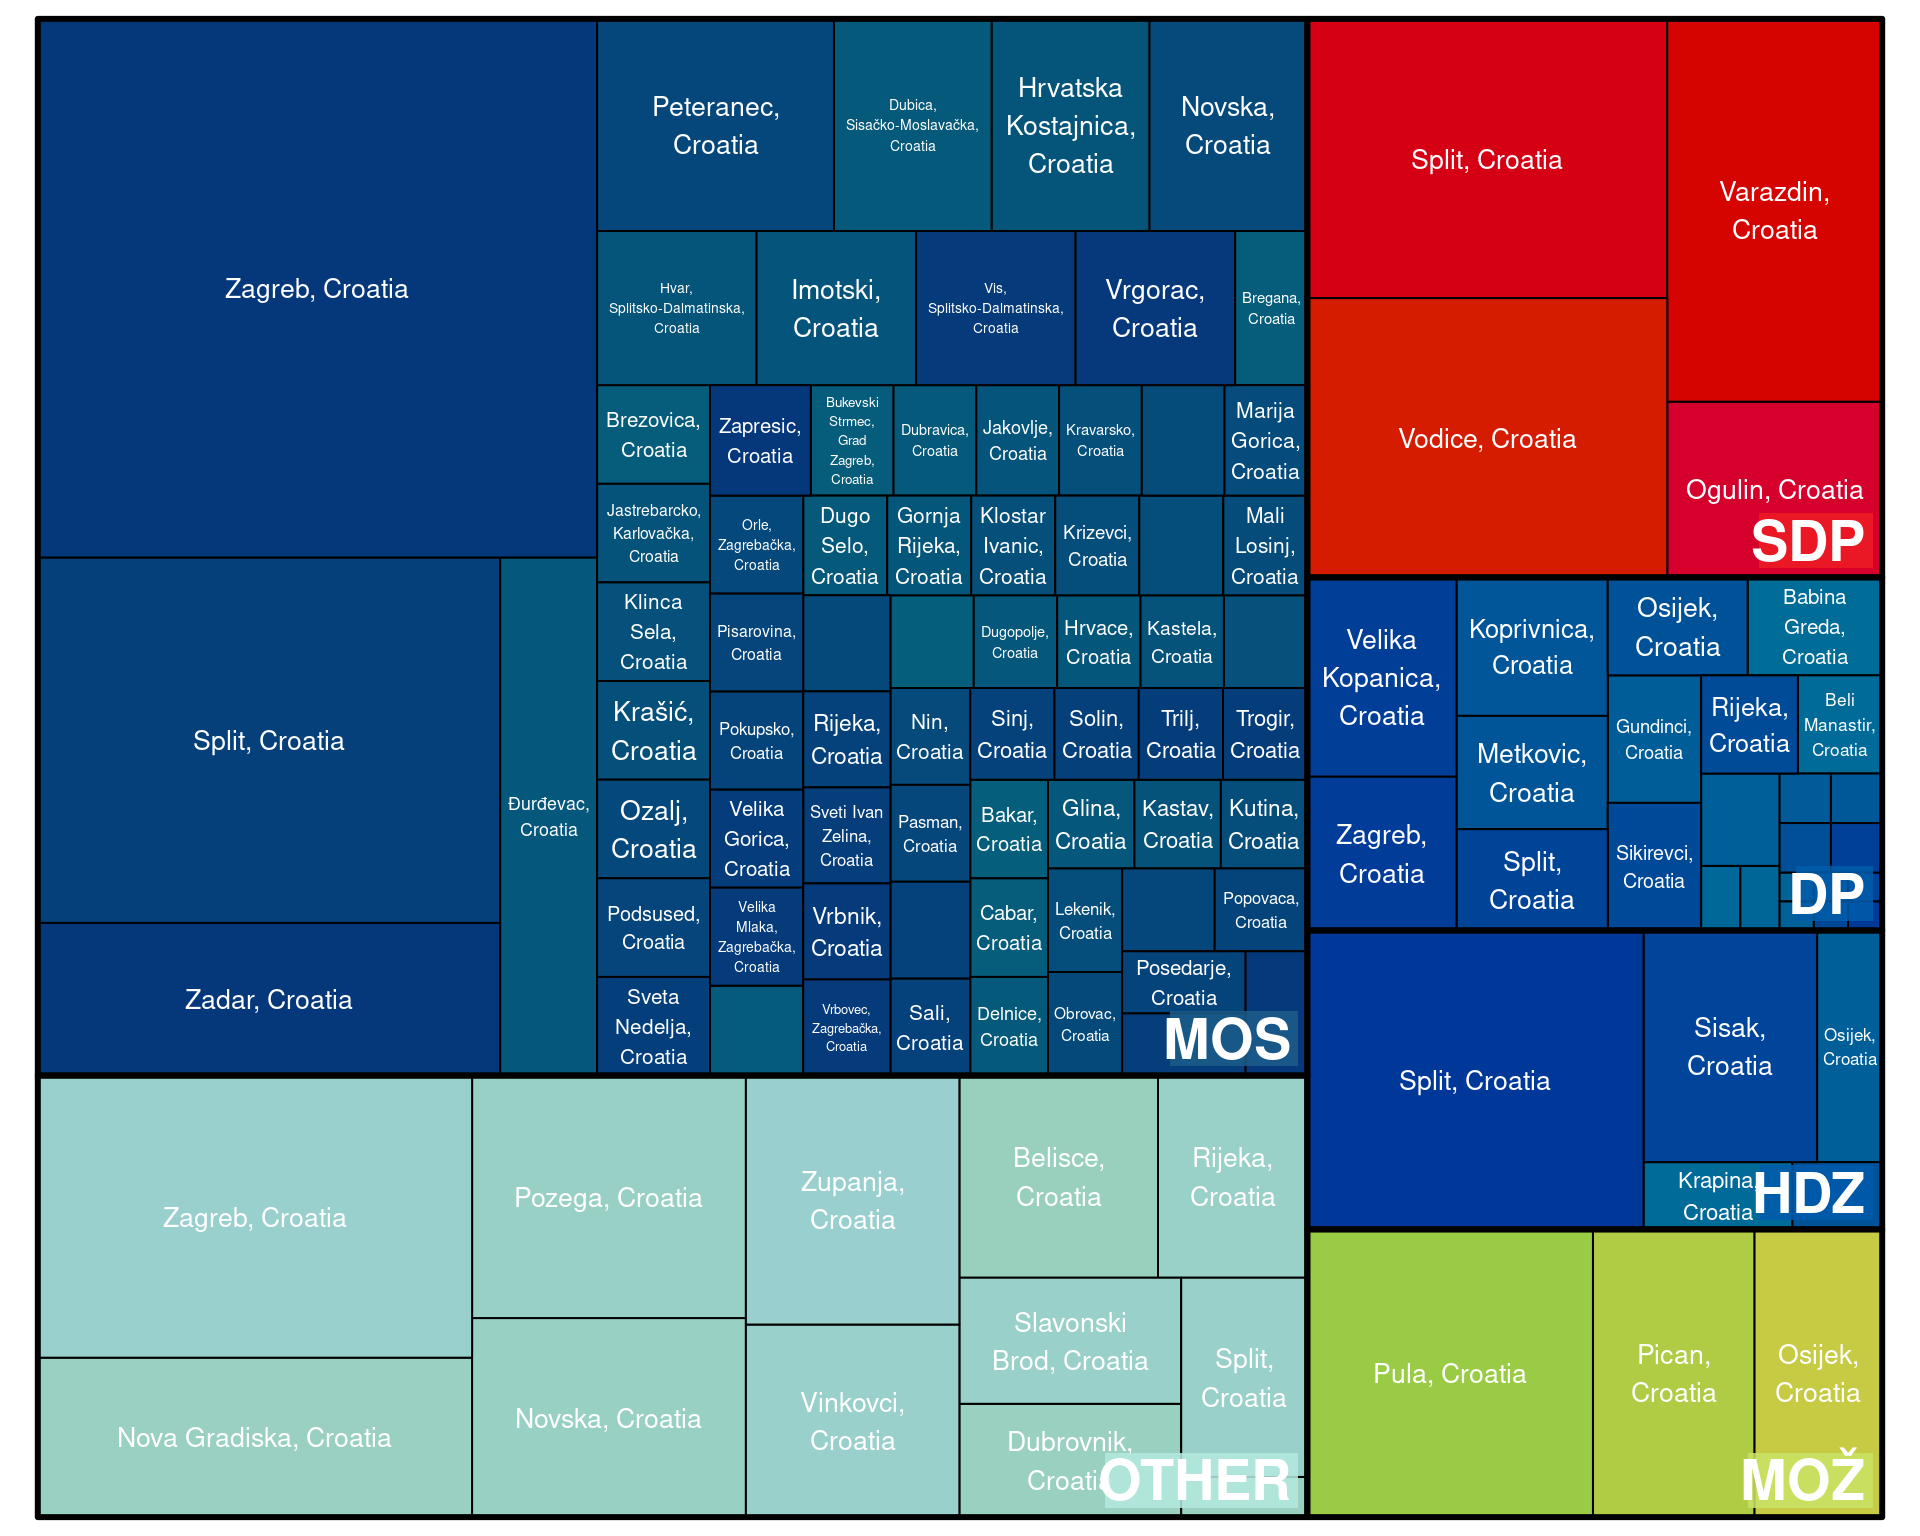 Zagreb, Croatia
Split, Croatia
Zadar, Croatia
Đurđevac,
Croatia
Peteranec,
Croatia
Dubica,
Sisačko-Moslavačka,
Croatia
Hrvatska
Kostajnica,
Croatia
Novska,
Croatia
Hvar,
Splitsko-Dalmatinska,
Croatia
Imotski,
Croatia
Vis,
Splitsko-Dalmatinska,
Croatia
Vrgorac,
Croatia
Bregana,
Croatia
Brezovica,
Croatia
Zapresic,
Croatia
Bukevski
Strmec,
Grad
Zagreb,
Croatia
Dubravica,
Croatia
Jakovlje,
Croatia
Kravarsko,
Croatia
Marija
Gorica,
Croatia
Jastrebarcko,
Karlovačka,
Croatia
Orle,
Zagrebačka,
Croatia
Dugo
Selo,
Croatia
Gornja
Rijeka,
Croatia
Klostar
Ivanic,
Croatia
Krizevci,
Croatia
Mali
Losinj,
Croatia
Klinca
Sela,
Croatia
Pisarovina,
Croatia
Dugopolje,
Croatia
Hrvace,
Croatia
Kastela,
Croatia
Krašić,
Croatia
Pokupsko,
Croatia
Rijeka,
Croatia
Nin,
Croatia
Sinj,
Croatia
Solin,
Croatia
Trilj,
Croatia
Trogir,
Croatia
Ozalj,
Croatia
Velika
Gorica,
Croatia
Sveti Ivan
Zelina,
Croatia
Pasman,
Croatia
Bakar,
Croatia
Glina,
Croatia
Kastav,
Croatia
Kutina,
Croatia
Podsused,
Croatia
Velika
Mlaka,
Zagrebačka,
Croatia
Vrbnik,
Croatia
Cabar,
Croatia
Lekenik,
Croatia
Popovaca,
Croatia
Sveta
Nedelja,
Croatia
Vrbovec,
Zagrebačka,
Croatia
Sali,
Croatia
Delnice,
Croatia
Obrovac,
Croatia
Posedarje,
Croatia
MOS
Zagreb, Croatia
Nova Gradiska, Croatia
Pozega, Croatia
Novska, Croatia
Zupanja,
Croatia
Vinkovci,
Croatia
Belisce,
Croatia
Rijeka,
Croatia
Slavonski
Brod, Croatia
Split,
Croatia
Dubrovnik,
Croatia
OTHER
Split, Croatia
Vodice, Croatia
Varazdin,
Croatia
Ogulin, Croatia
SDP
Velika
Kopanica,
Croatia
Zagreb,
Croatia
Koprivnica,
Croatia
Metkovic,
Croatia
Split,
Croatia
Osijek,
Croatia
Babina
Greda,
Croatia
Gundinci,
Croatia
Rijeka,
Croatia
Beli
Manastir,
Croatia
Sikirevci,
Croatia
DP
Split, Croatia
Sisak,
Croatia
Osijek,
Croatia
Krapina,
Croatia
HDZ
Pula, Croatia
Pican,
Croatia
Osijek,
Croatia
MOŽ